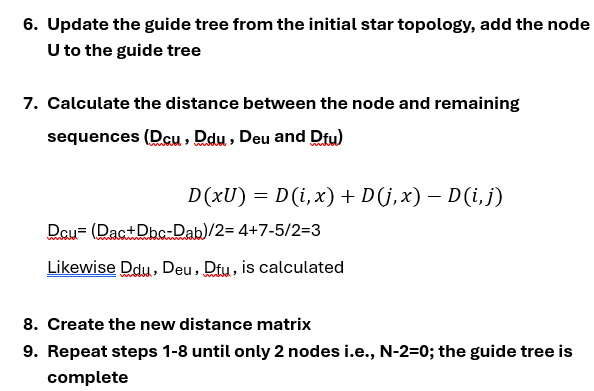 6. Update the guide tree from the initial star topology, add the node
U to the guide tree
7. Calculate the distance between the node and remaining
sequences (Dcu , Ddu , Deu and Dfu)
D(xU) = D(i,x) + D(j,x) − D(i,j)
Dcu= (Dac+Dbc-Dab)/2= 4+7-5/2=3
Likewise Ddu, Deu, Dfu, is calculated
8. Create the new distance matrix
9. Repeat steps 1-8 until only 2 nodes i.e., N-2=0; the guide tree is
complete